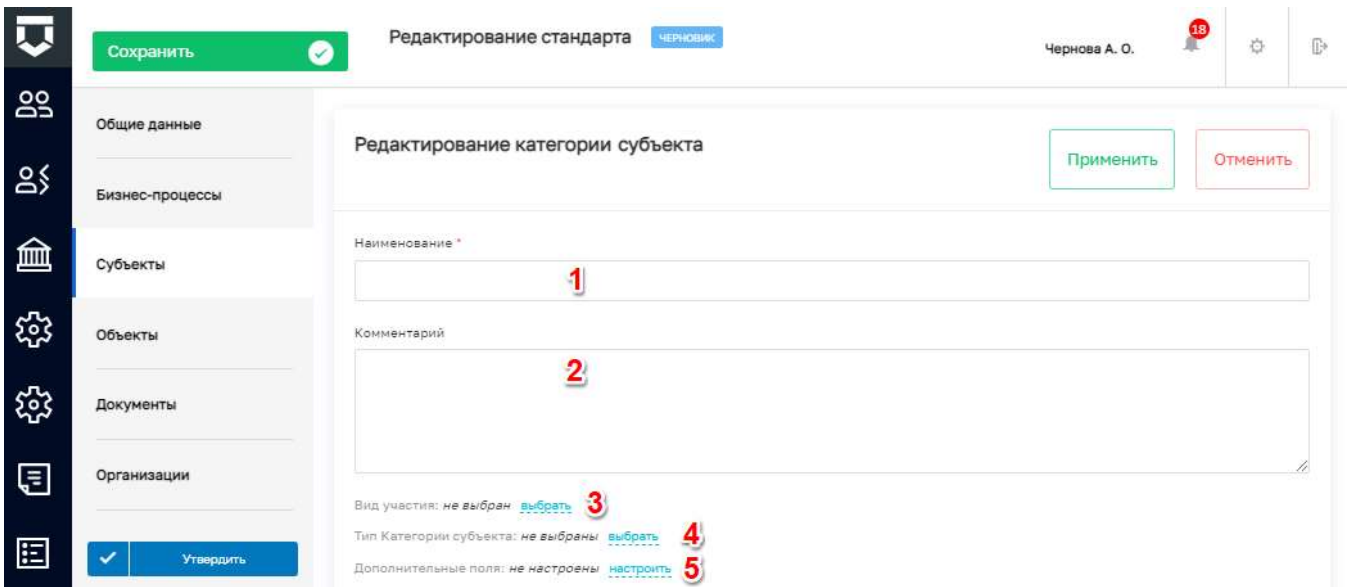 Сохранить
Редактирование стандарта
ЧЕРНОВИК
Чернова А. О.
18
Общие данные
Бизнес-процессы
Субъекты
Объекты
Документы
Организации
Утвердить
Редактирование категории субъекта
Применить
Отменить
Наименование *
1
Комментарий
2
Вид участия: не выбран выбрать 3
Тип Категории субъекта: не выбраны выбрать 4
Дополнительные поля: не настроены настроить 5